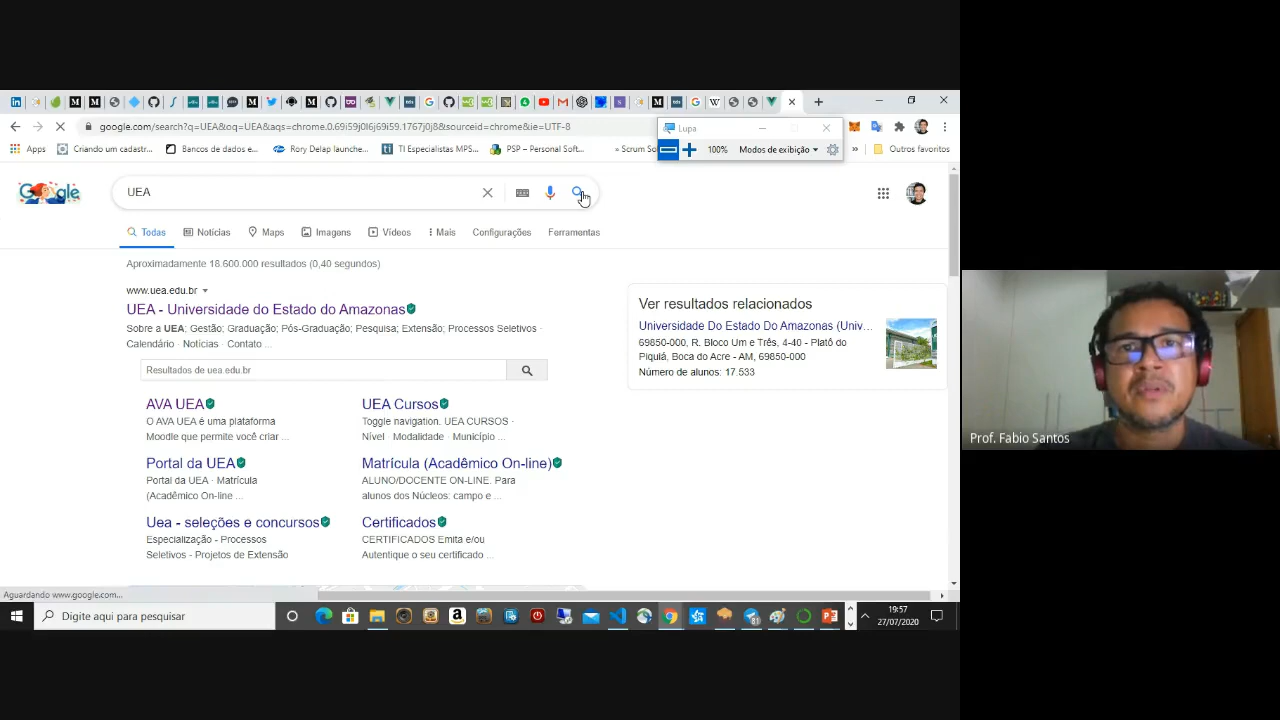 google.com
q=UEA&oq=UEA&aqs=chrome.0.69i59j0l6j69i59.1767j0j8&sourceid=chrome&ie=UTF-8
Lupa
100%
Modos de exibição
Apps
Criando um cadastr...
Bancos de dados e...
Rory Delap launche...
TI Especialistas MPS...
PSP – Personal Soft...
» Scrum So
»
Outros favoritos
Google
UEA
Todas
Notícias
Maps
Imagens
Vídeos
Mais
Configurações
Ferramentas
Aproximadamente 18.600.000 resultados (0,40 segundos)
www.uea.edu.br
UEA - Universidade do Estado do Amazonas
Sobre a UEA; Gestão; Graduação; Pós-Graduação; Pesquisa; Extensão; Processos Seletivos ·
Calendário · Notícias · Contato ...
Resultados de uea.edu.br
AVA UEA
O AVA UEA é uma plataforma
Moodle que permite você criar ...
UEA Cursos
Toggle navigation. UEA CURSOS ·
Nível · Modalidade · Município ...
Portal da UEA
Portal da UEA · Matrícula
(Acadêmico On-line ...
Matrícula (Acadêmico On-line)
ALUNO/DOCENTE ON-LINE. Para
alunos dos Núcleos: campo e ...
Uea - seleções e concursos
Especialização - Processos
Seletivos - Projetos de Extensão
Certificados
CERTIFICADOS Emita e/ou
Autentique o seu certificado ...
Ver resultados relacionados
Universidade Do Estado Do Amazonas (Univ...
69850-000, R. Bloco Um e Três, 4-40 - Platô do
Piquiá, Boca do Acre - AM, 69850-000
Número de alunos: 17.533
Prof. Fabio Santos
Aguardando www.google.com...
Digite aqui para pesquisar
19:57
27/07/2020